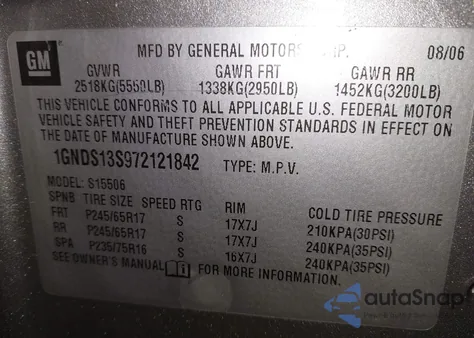 GM
MFD BY GENERAL MOTORS CORP. 08/06
GVWR GAWR FRT GAWR RR
2518KG(5550LB) 1338KG(2950LB) 1452KG(3200LB)
THIS VEHICLE CONFORMS TO ALL APPLICABLE U.S. FEDERAL MOTOR
VEHICLE SAFETY AND THEFT PREVENTION STANDARDS IN EFFECT ON
THE DATE OF MANUFACTURE SHOWN ABOVE.
1GNDS13S972121842 TYPE: M.P.V.
MODEL: S15506
SPNB TIRE SIZE SPEED RTG RIM COLD TIRE PRESSURE
FRT P245/65R17 S 17X7J 210KPA(30PSI)
RR P245/65R17 S 17X7J 240KPA(35PSI)
SPA P235/75R16 S 16X7J 240KPA(35PSI)
SEE OWNER'S MANUAL i FOR MORE INFORMATION.
autoSnap